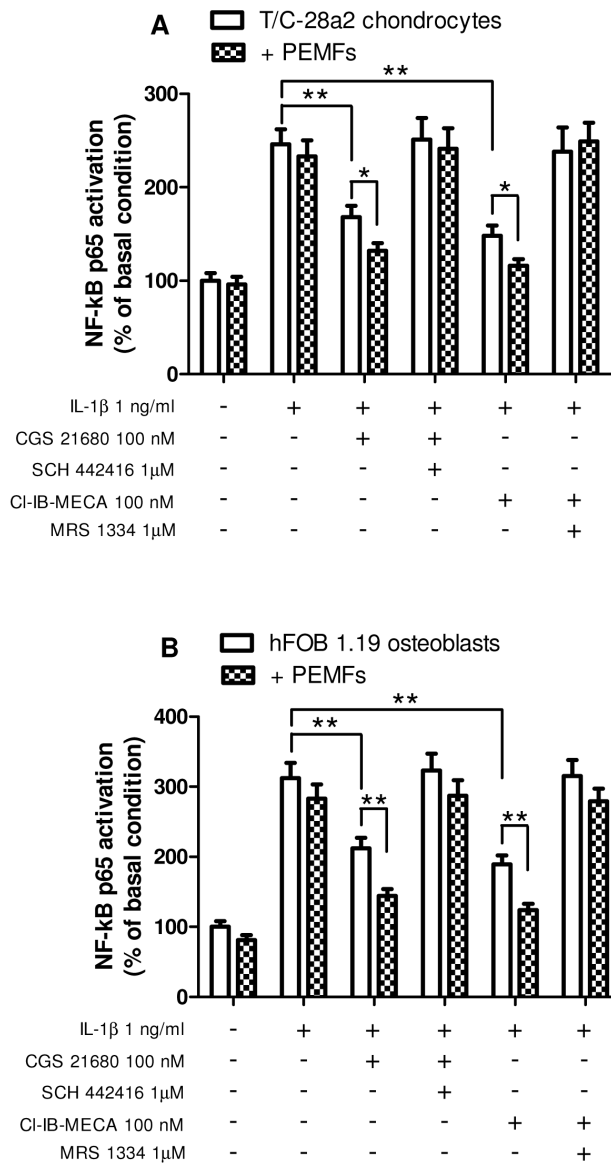 A
T/C-28a2 chondrocytes
+ PEMFs
NF-kB p65 activation
(% of basal condition)
300
200
100
0
**
**
*
*
IL-1β 1 ng/ml - + + + + +
CGS 21680 100 nM - - + + - -
SCH 442416 1μM - - - + - -
Cl-IB-MECA 100 nM - - - - + +
MRS 1334 1μM - - - - - +
B
hFOB 1.19 osteoblasts
+ PEMFs
NF-kB p65 activation
(% of basal condition)
400
300
200
100
0
**
**
**
**
IL-1β 1 ng/ml - + + + + +
CGS 21680 100 nM - - + + - -
SCH 442416 1μM - - - + - -
Cl-IB-MECA 100 nM - - - - + +
MRS 1334 1μM - - - - - +